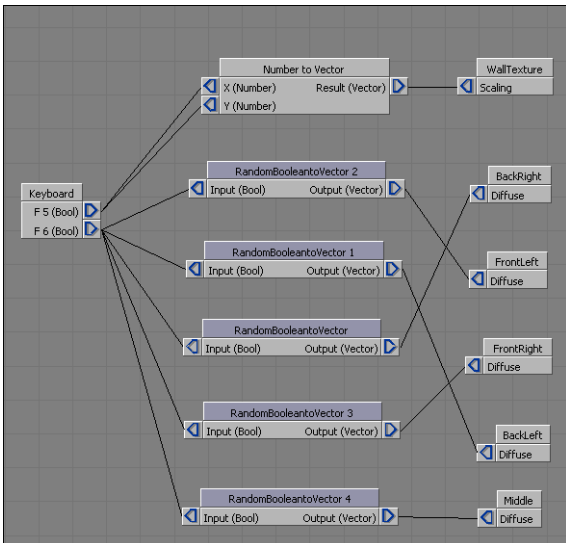 Number to Vector
X (Number) Result (Vector)
Y (Number)
WallTexture
Scaling
Keyboard
F 5 (Bool)
F 6 (Bool)
RandomBooleantoVector 2
Input (Bool) Output (Vector)
BackRight
Diffuse
RandomBooleantoVector 1
Input (Bool) Output (Vector)
FrontLeft
Diffuse
RandomBooleantoVector
Input (Bool) Output (Vector)
FrontRight
Diffuse
RandomBooleantoVector 3
Input (Bool) Output (Vector)
BackLeft
Diffuse
RandomBooleantoVector 4
Input (Bool) Output (Vector)
Middle
Diffuse